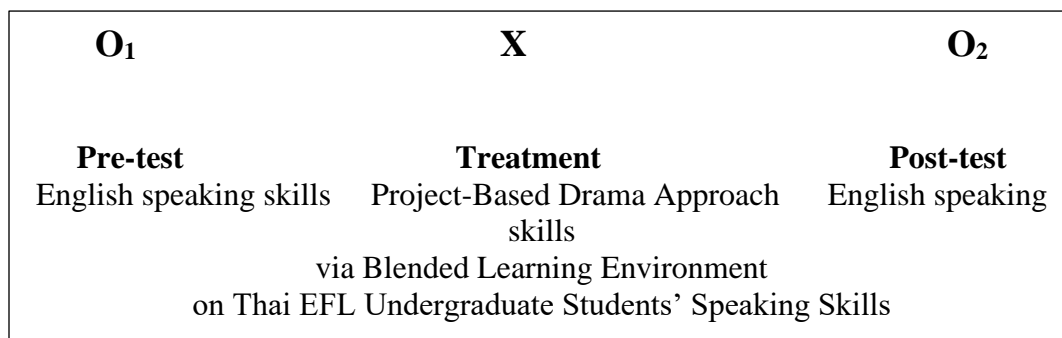 O₁ X O₂
Pre-test Treatment Post-test
English speaking skills Project-Based Drama Approach English speaking
skills
via Blended Learning Environment
on Thai EFL Undergraduate Students’ Speaking Skills